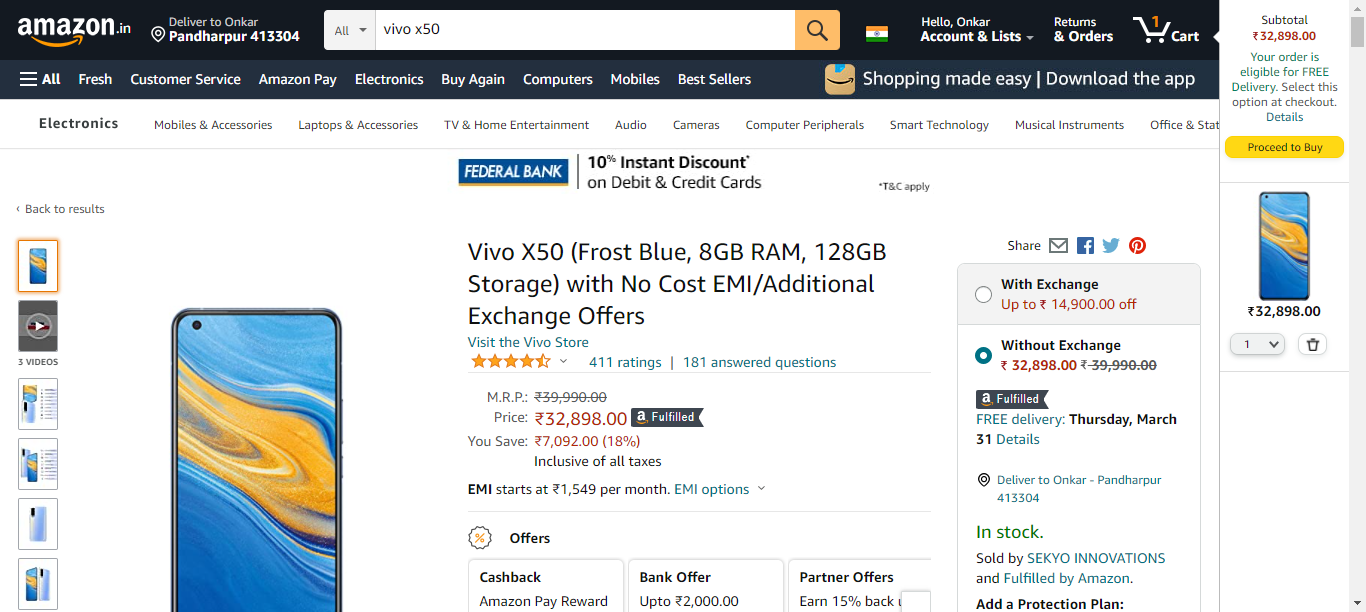 amazon.in
Deliver to Onkar
Pandharpur 413304
All
vivo x50
Hello, Onkar
Account & Lists
Returns
& Orders
1
Cart
All
Fresh
Customer Service
Amazon Pay
Electronics
Buy Again
Computers
Mobiles
Best Sellers
Shopping made easy | Download the app
Electronics
Mobiles & Accessories
Laptops & Accessories
TV & Home Entertainment
Audio
Cameras
Computer Peripherals
Smart Technology
Musical Instruments
Office & Stat
FEDERAL BANK
10% Instant Discount*
on Debit & Credit Cards
*T&C apply
‹ Back to results
3 VIDEOS
Vivo X50 (Frost Blue, 8GB RAM, 128GB
Storage) with No Cost EMI/Additional
Exchange Offers
Visit the Vivo Store
411 ratings | 181 answered questions
M.R.P.: ₹39,990.00
Price: ₹32,898.00 a Fulfilled
You Save: ₹7,092.00 (18%)
Inclusive of all taxes
EMI starts at ₹1,549 per month. EMI options
% Offers
Cashback
Amazon Pay Reward
Bank Offer
Upto ₹2,000.00
Partner Offers
Earn 15% back
Share
With Exchange
Up to ₹ 14,900.00 off
Without Exchange
₹ 32,898.00 ₹ 39,990.00
a Fulfilled
FREE delivery: Thursday, March
31 Details
Deliver to Onkar - Pandharpur
413304
In stock.
Sold by SEKYO INNOVATIONS
and Fulfilled by Amazon.
Add a Protection Plan:
Subtotal
₹32,898.00
Your order is
eligible for FREE
Delivery. Select this
option at checkout.
Details
Proceed to Buy
₹32,898.00
1